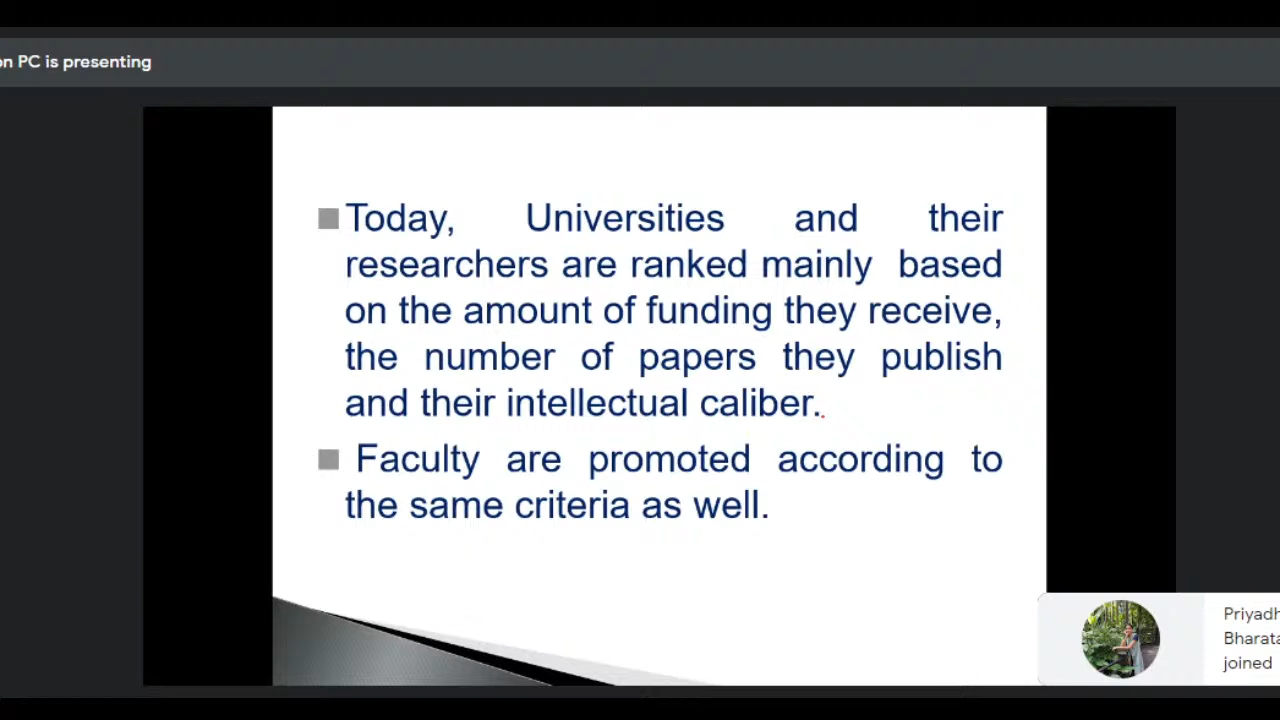 on PC is presenting
Today, Universities and their
researchers are ranked mainly based
on the amount of funding they receive,
the number of papers they publish
and their intellectual caliber.
Faculty are promoted according to
the same criteria as well.
Priyadh
Bharata
joined